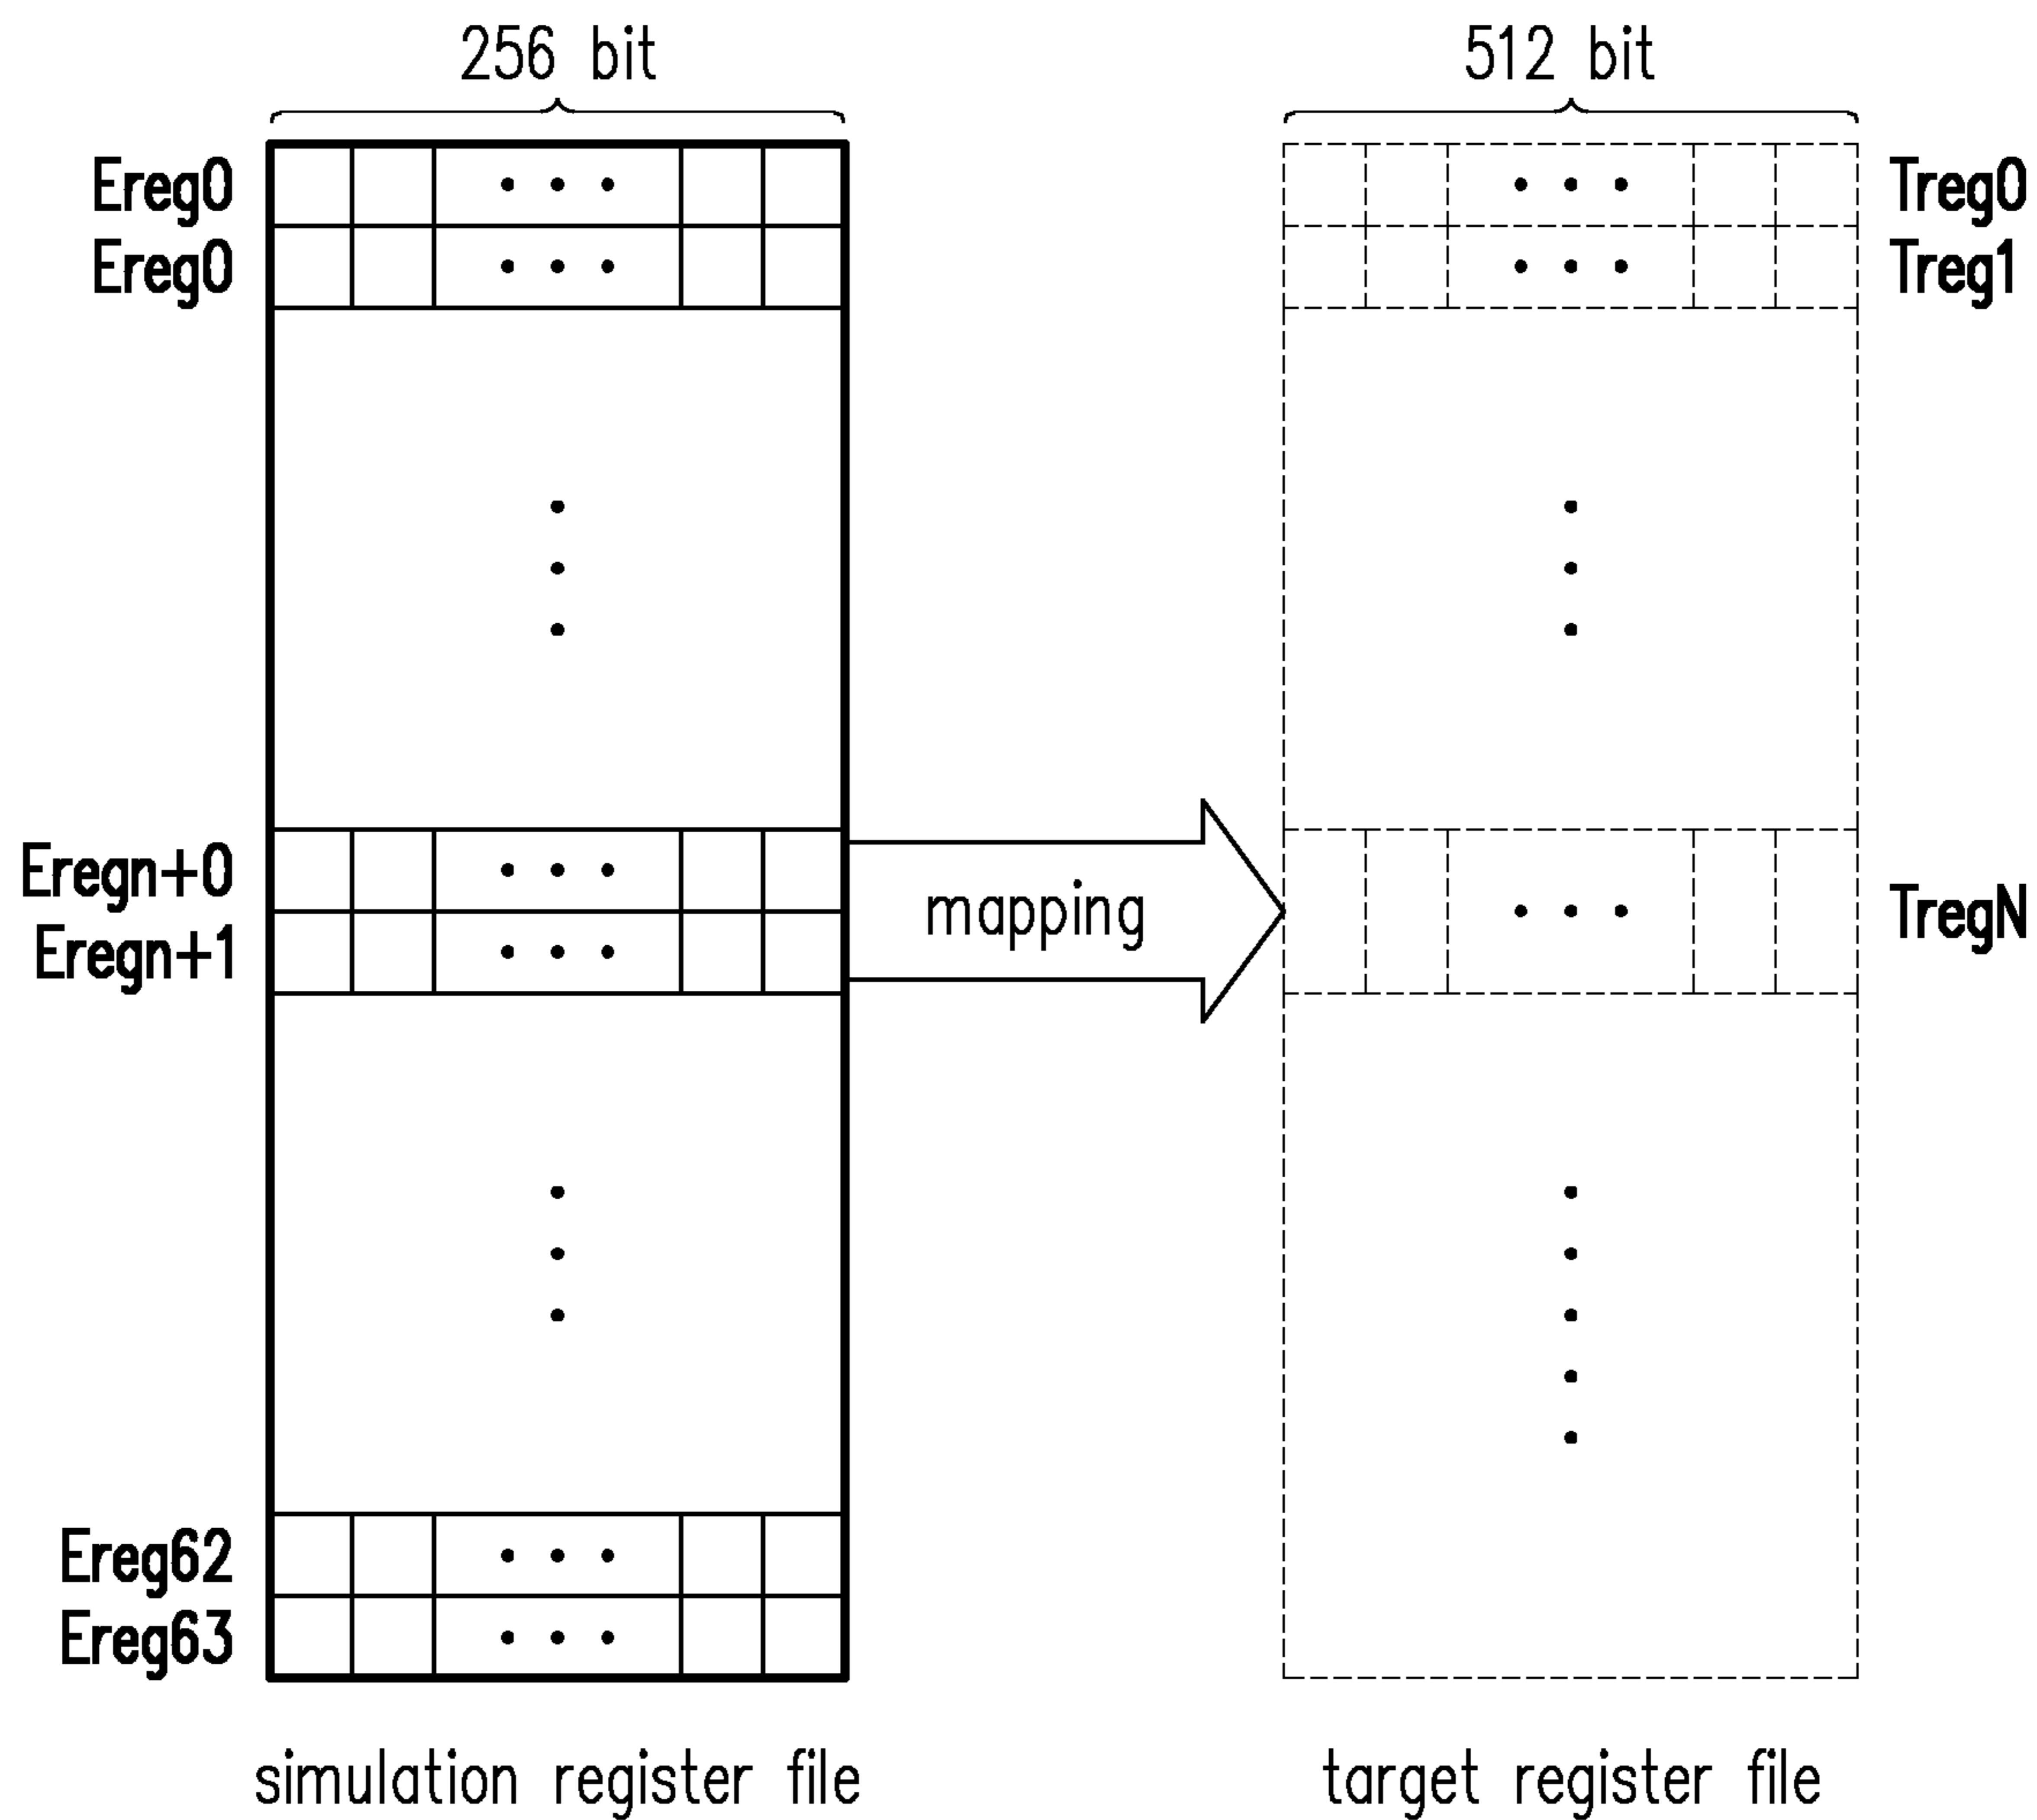 256 bit
512 bit
Ereg0
Treg0
Ereg0
Treg1
Eregn+0
mapping
TregN
Eregn+1
Ereg62
Ereg63
simulation register file
target register file